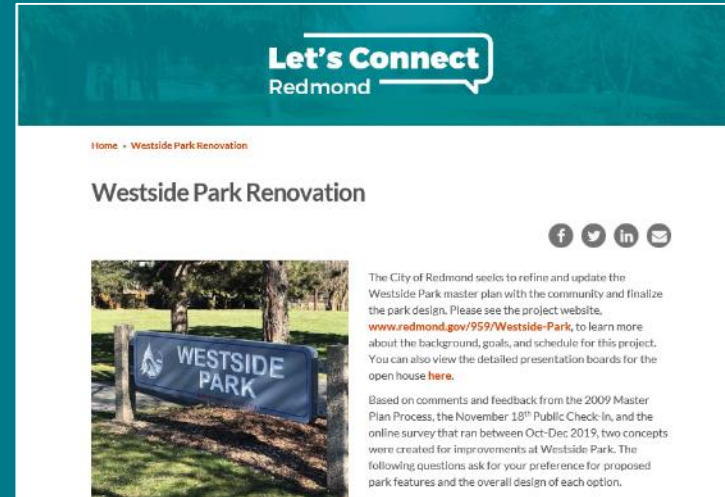 Let's Connect
Redmond
Home • Westside Park Renovation
Westside Park Renovation
WESTSIDE
PARK
The City of Redmond seeks to refine and update the
Westside Park master plan with the community and finalize
the park design. Please see the project website,
www.redmond.gov/959/Westside-Park, to learn more
about the background, goals, and schedule for this project.
You can also view the detailed presentation boards for the
open house here.
Based on comments and feedback from the 2009 Master
Plan Process, the November 18th Public Check-In, and the
online survey that ran between Oct-Dec 2019, two concepts
were created for improvements at Westside Park. The
following questions ask for your preference for proposed
park features and the overall design of each option.